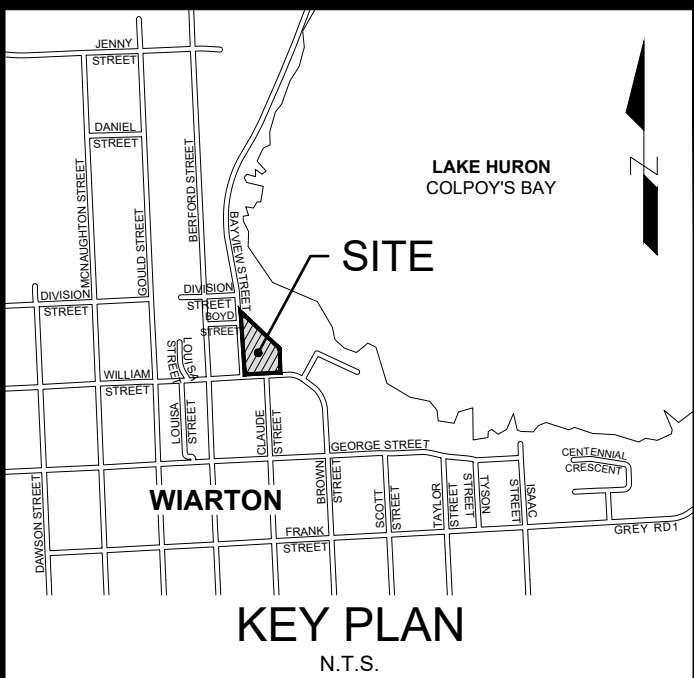 JENNY
STREET
DANIEL
STREET
MCNAUGHTON STREET
GOULD STREET
BERFORD STREET
BAYVIEW STREET
LAKE HURON
COLPOY'S BAY
N
SITE
DIVISION
STREET
DIVISION
STREET
BOYD
STREET
LOUISA
STREET
WILLIAM
STREET
LOUISA
STREET
CLAUDE
STREET
GEORGE STREET
BROWN
STREET
SCOTT
STREET
TAYLOR
STREET
TYSON
STREET
ISAAC
STREET
CENTENNIAL
CRESCENT
WIARTON
DAWSON STREET
FRANK
STREET
GREY RD1
KEY PLAN
N.T.S.